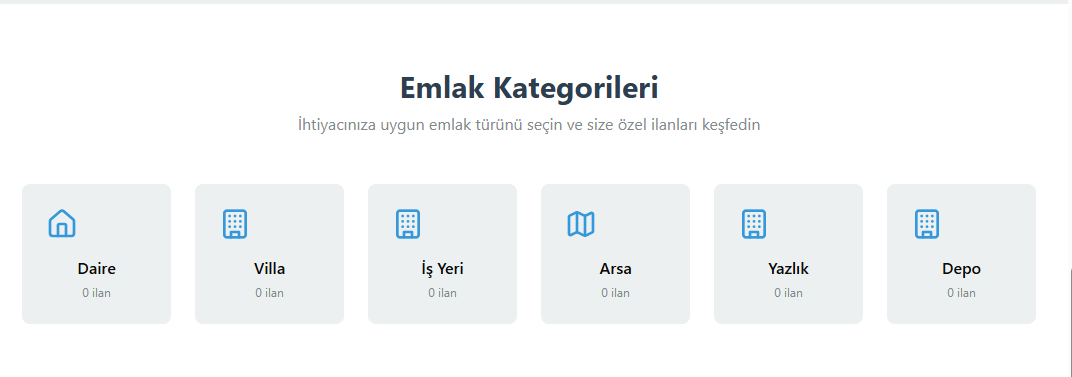 Emlak Kategorileri
İhtiyacınıza uygun emlak türünü seçin ve size özel ilanları keşfedin
Daire
0 ilan
Villa
0 ilan
İş Yeri
0 ilan
Arsa
0 ilan
Yazlık
0 ilan
Depo
0 ilan